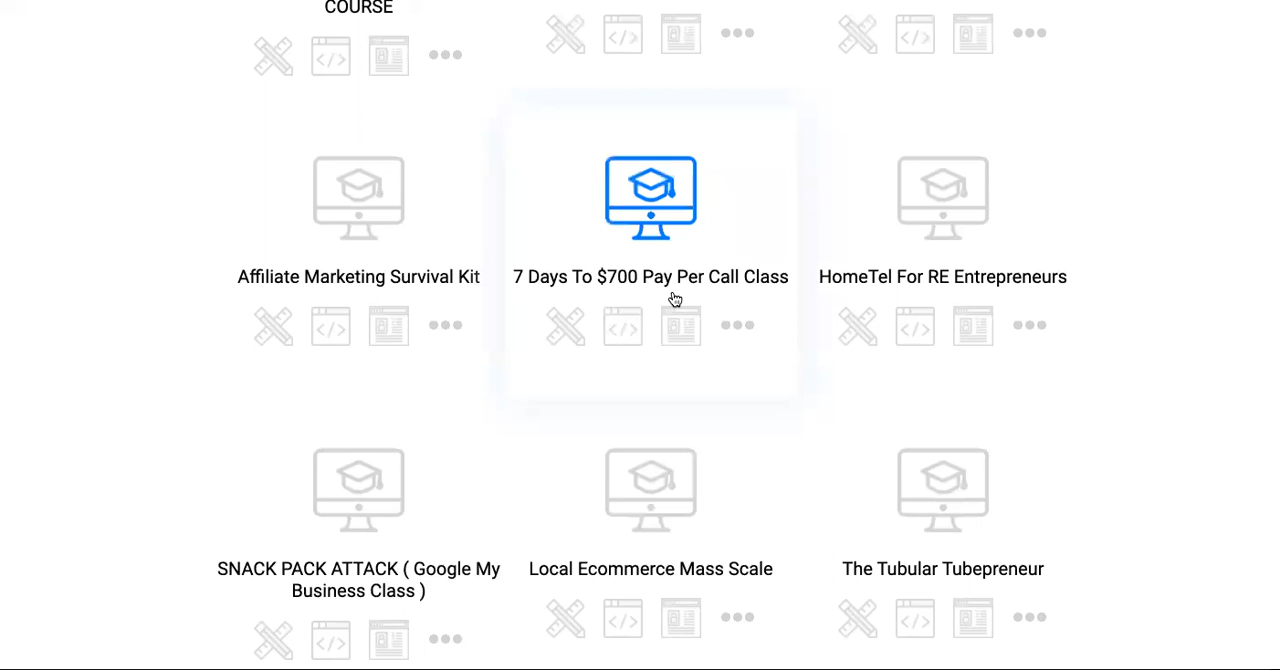 COURSE
Affiliate Marketing Survival Kit
7 Days To $700 Pay Per Call Class
HomeTel For RE Entrepreneurs
SNACK PACK ATTACK ( Google My
Business Class )
Local Ecommerce Mass Scale
The Tubular Tubepreneur